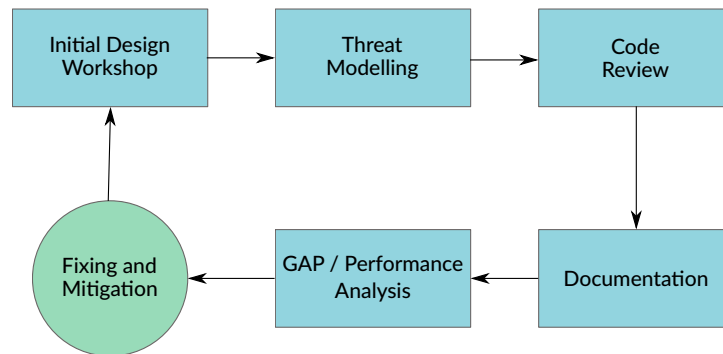 Initial Design
Workshop
Threat
Modelling
Code
Review
Fixing and
Mitigation
GAP / Performance
Analysis
Documentation